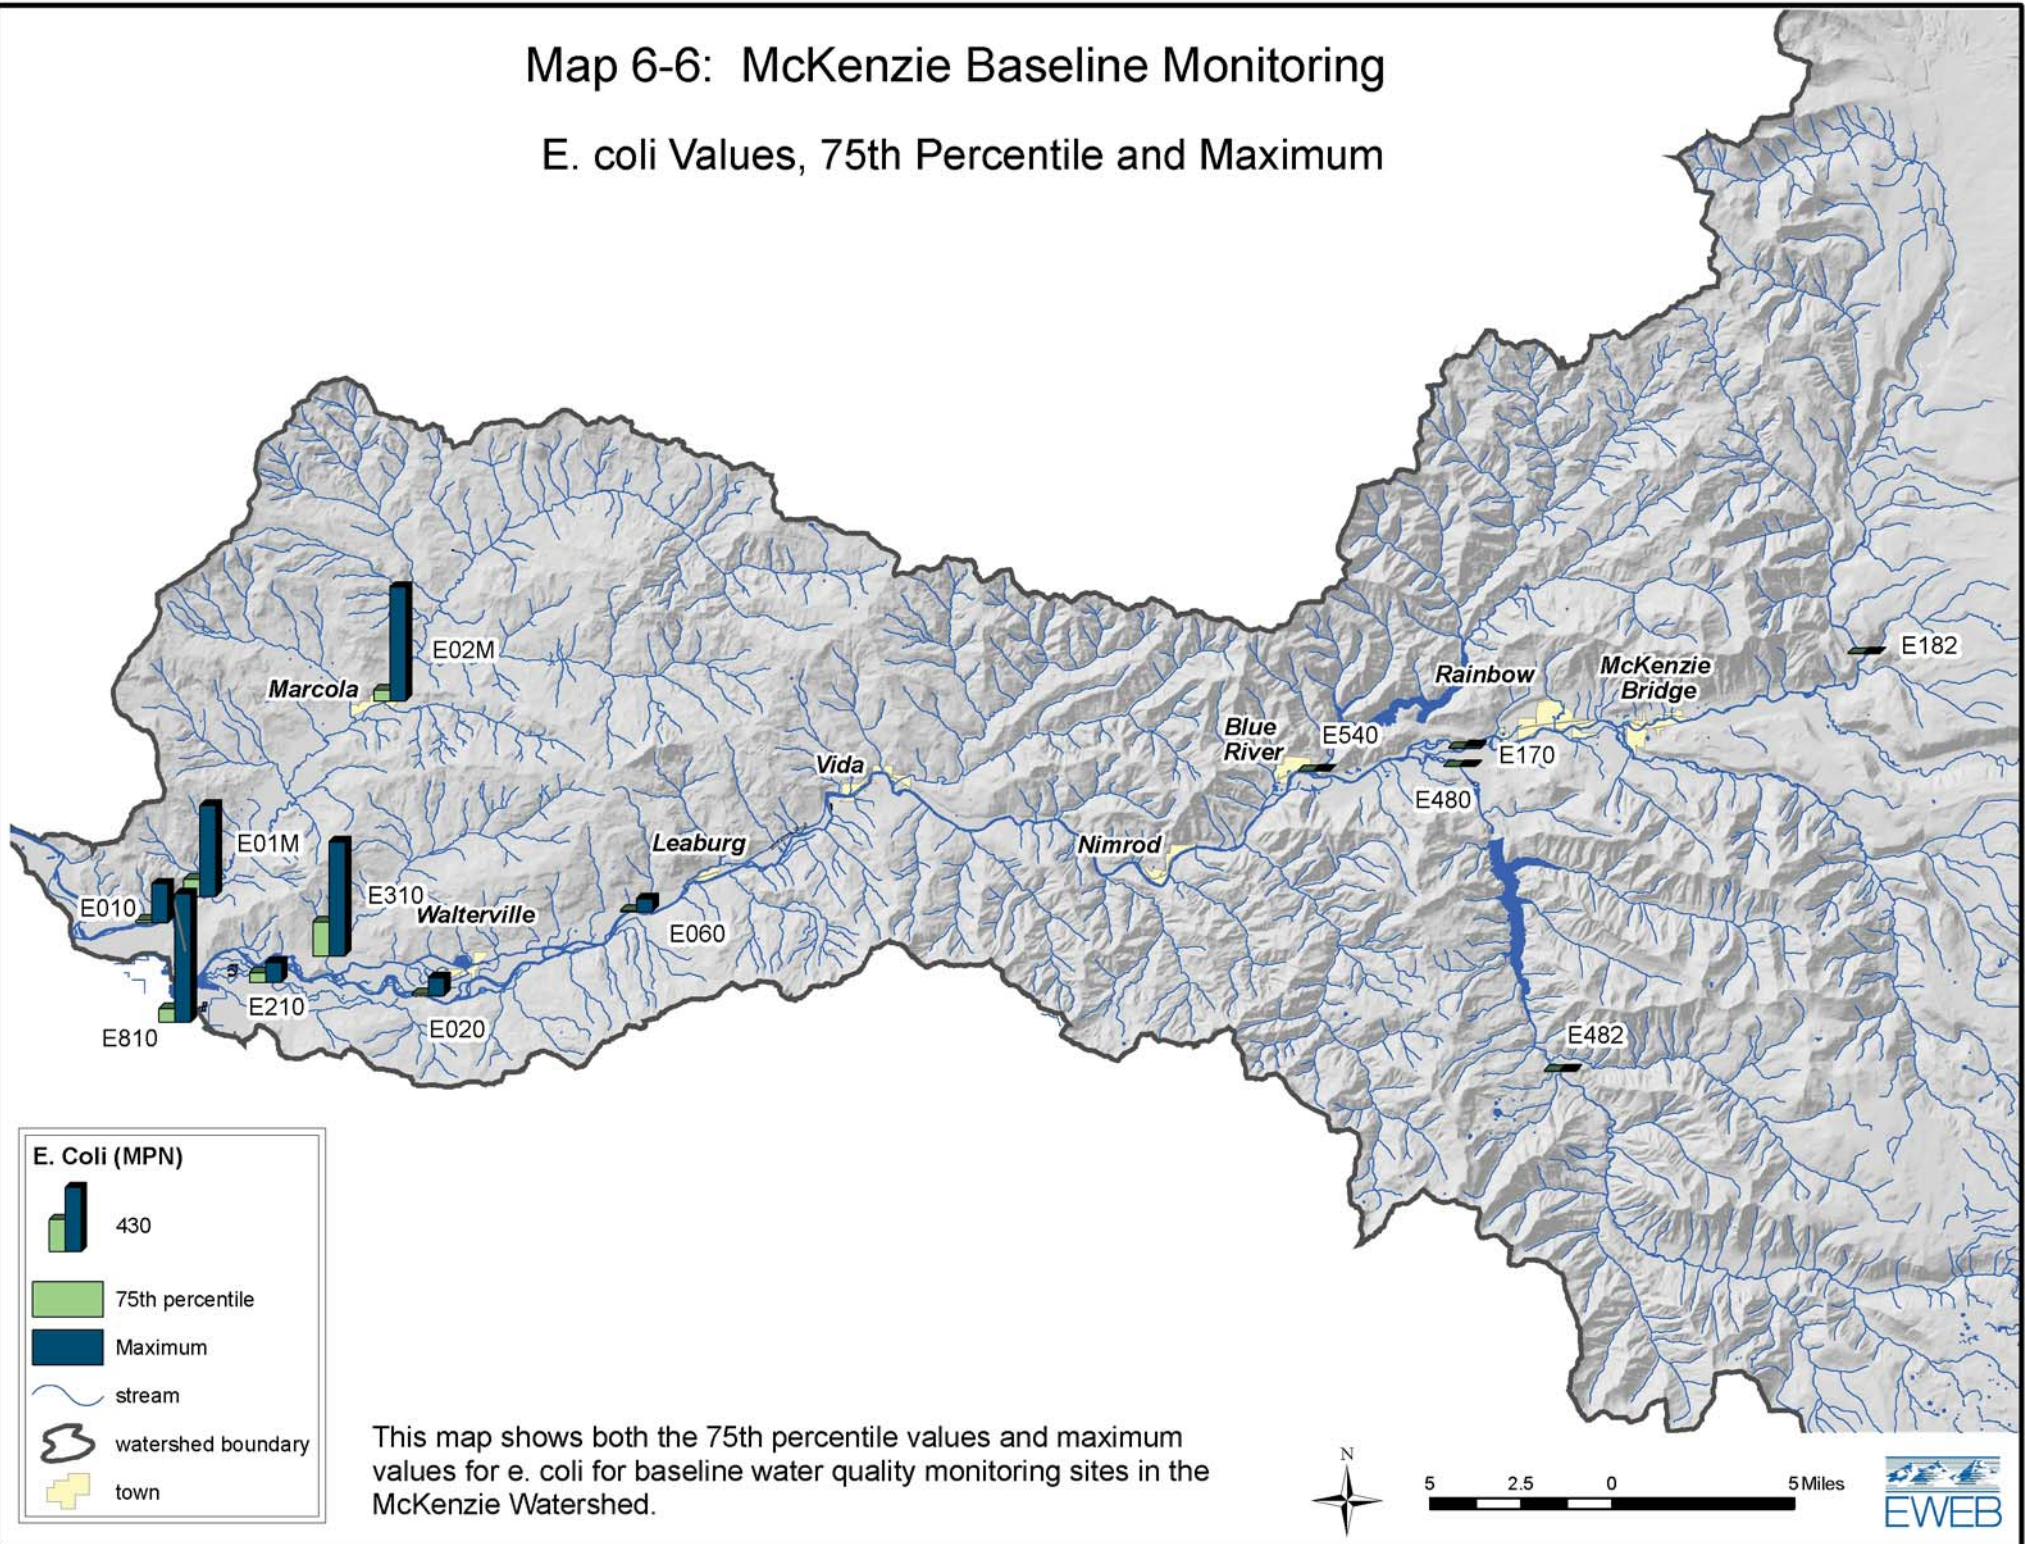 Map 6-6: McKenzie Baseline Monitoring
E. coli Values, 75th Percentile and Maximum
E02M
Marcola
E182
Rainbow
McKenzie
Bridge
Blue
River
E540
E170
E480
Vida
Leaburg
Nimrod
E01M
E310
E010
Walterville
E060
E210
E020
E810
E482
E. Coli (MPN)
430
75th percentile
Maximum
stream
watershed boundary
town
This map shows both the 75th percentile values and maximum
values for e. coli for baseline water quality monitoring sites in the
McKenzie Watershed.
N
5 2.5 0 5 Miles
EWEB